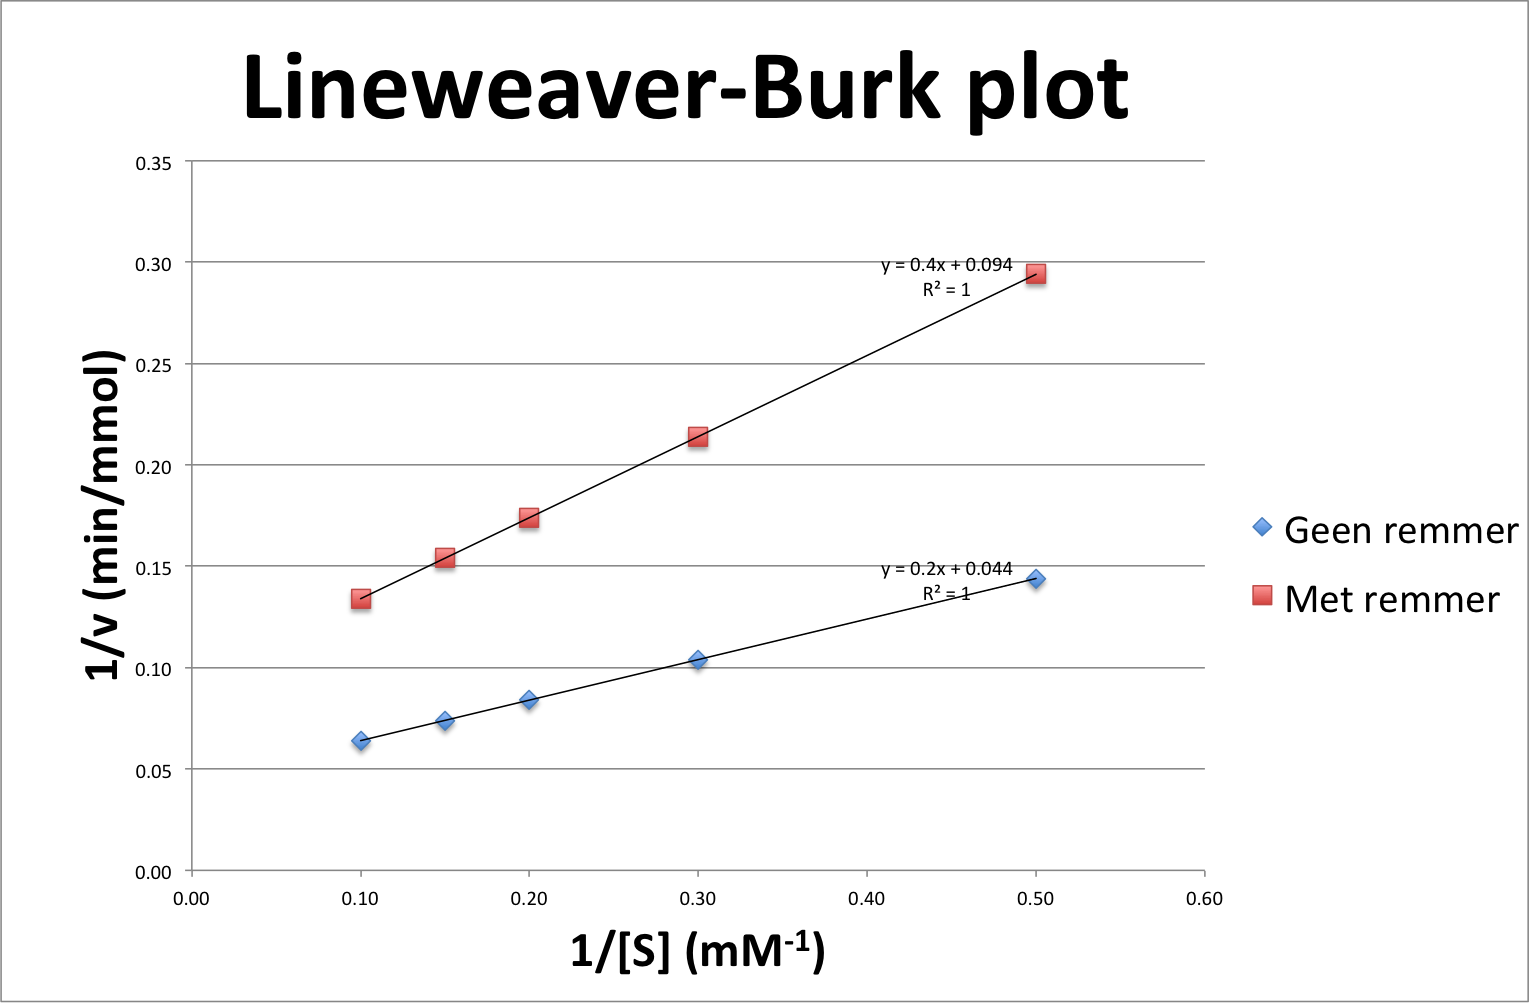 Lineweaver-Burk plot
0.35
0.30
0.25
0.20
0.15
0.10
0.05
0.00
1/v (min/mmol)
y = 0.4x + 0.094
R² = 1
y = 0.2x + 0.044
R² = 1
0.00 0.10 0.20 0.30 0.40 0.50 0.60
1/[S] (mM⁻¹)
Geen remmer
Met remmer